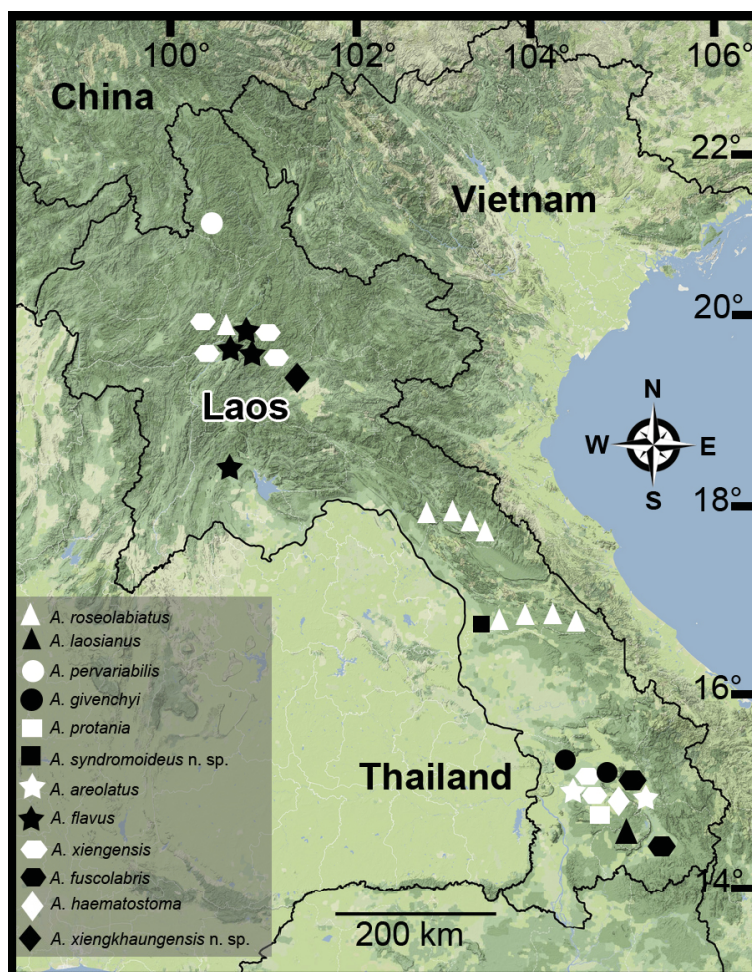 100° 102° 104° 106°
China
22°
Vietnam
20°
Laos
N
W E
S
18°
16°
Thailand
14°
200 km
A. roseolabiatus
A. laosianus
A. pervariabilis
A. givenchyi
A. protania
A. syndromoideus n. sp.
A. areolatus
A. flavus
A. xiengensis
A. fuscolabris
A. haematostoma
A. xiengkhaungensis n. sp.